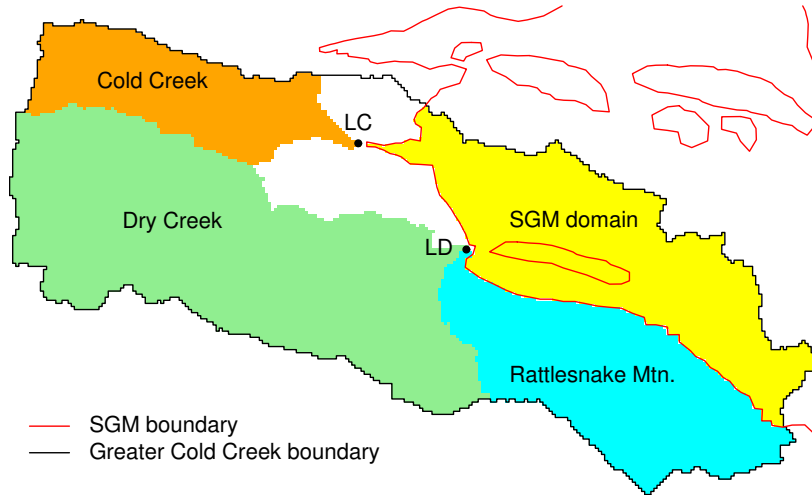 Cold Creek
LC
Dry Creek
SGM domain
LD
Rattlesnake Mtn.
SGM boundary
Greater Cold Creek boundary